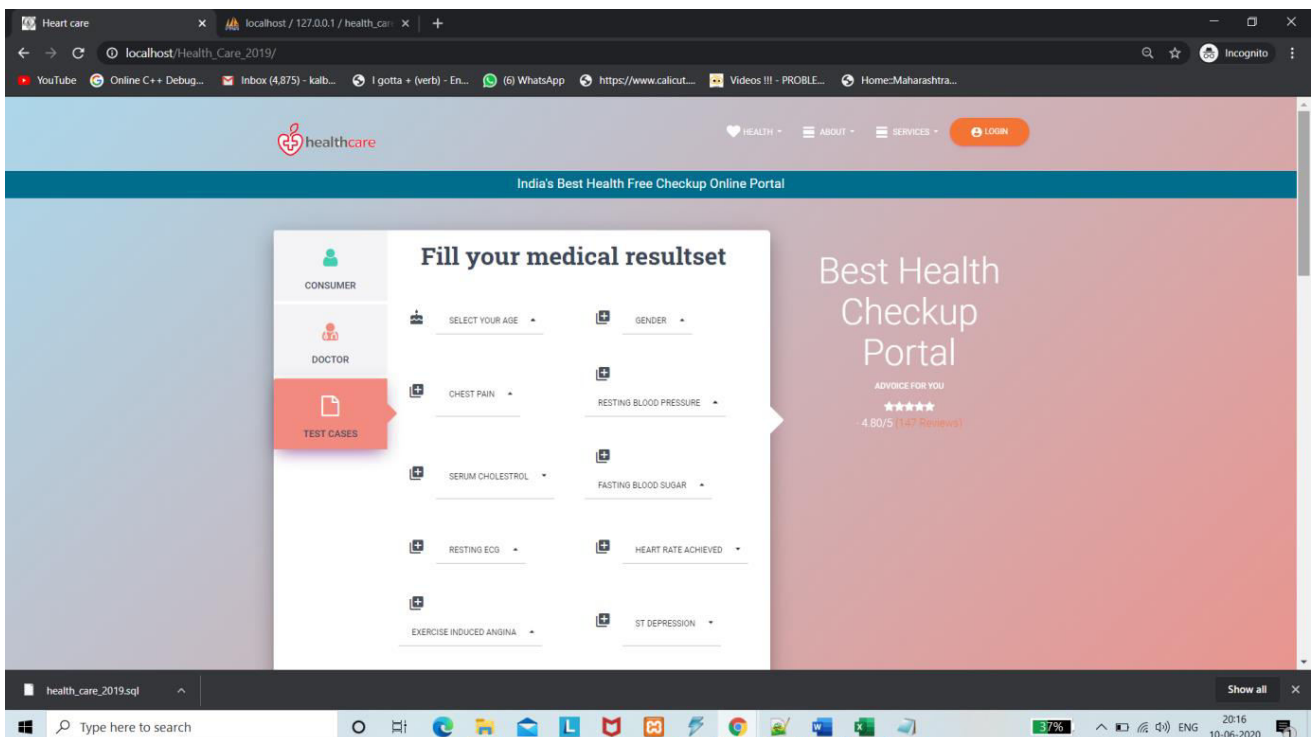 Heart care
localhost / 127.0.0.1 / health_car
localhost/Health_Care_2019/
Incognito
YouTube
Online C++ Debug...
Inbox (4,875) - kalb...
I gotta + (verb) - En...
(6) WhatsApp
https://www.calicut....
Videos !!! - PROBLE...
Home::Maharashtra...
healthcare
HEALTH
ABOUT
SERVICES
LOGIN
India's Best Health Free Checkup Online Portal
CONSUMER
DOCTOR
TEST CASES
Fill your medical resultset
SELECT YOUR AGE
GENDER
CHEST PAIN
RESTING BLOOD PRESSURE
SERUM CHOLESTROL
FASTING BLOOD SUGAR
RESTING ECG
HEART RATE ACHIEVED
EXERCISE INDUCED ANGINA
ST DEPRESSION
Best Health
Checkup
Portal
ADVOICE FOR YOU
4.80/5 (147 Reviews)
health_care_2019.sql
Show all
Type here to search
37%
ENG
20:16
10-06-2020